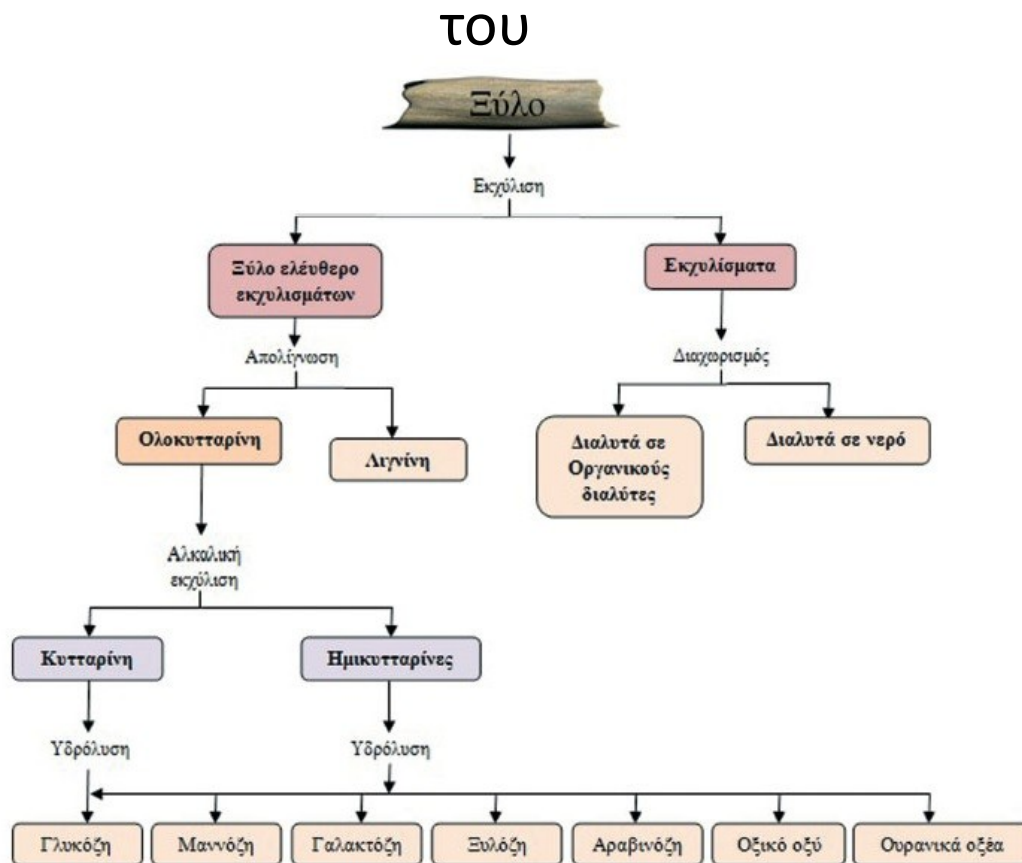 του
Ξύλο
Εκχύλιση
Ξύλο ελέυθερο
εκχυλισμάτων
Εκχυλίσματα
Απολίγνωση
Διαχωρισμός
Ολοκυτταρίνη
Λιγνίνη
Διαλυτά σε
Οργανικούς
διαλύτες
Διαλυτά σε νερό
Αλκαλική
εκχύλιση
Κυτταρίνη
Ημικυτταρίνες
Υδρόλυση
Υδρόλυση
Γλυκόζη
Μαννόζη
Γαλακτόζη
Ξυλόζη
Αραβινόζη
Οξικό οξύ
Ουρανικά οξέα